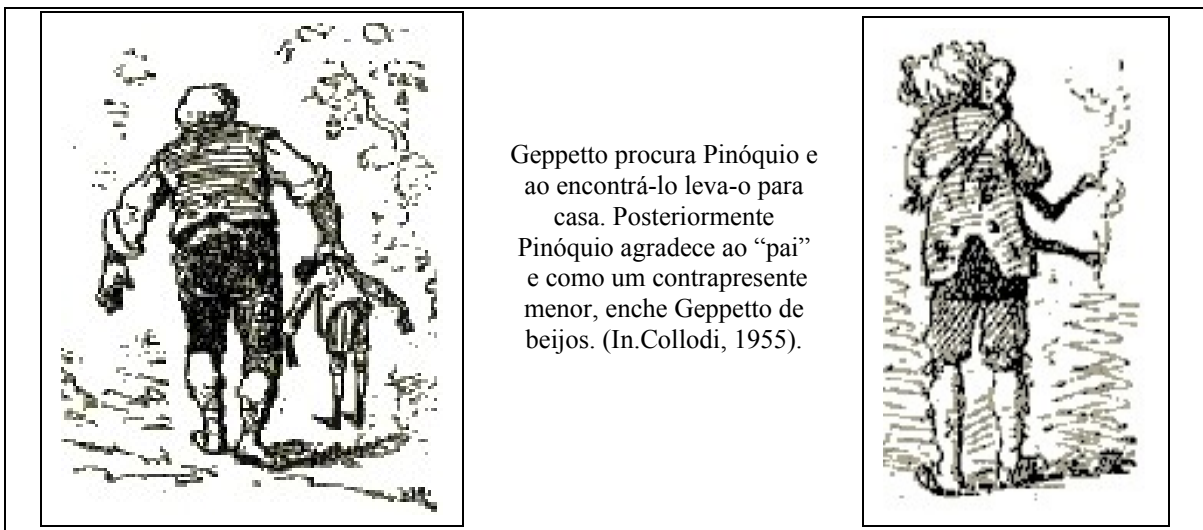 Geppetto procura Pinóquio e
ao encontrá-lo leva-o para
casa. Posteriormente
Pinóquio agradece ao “pai”
e como um contrapresente
menor, enche Geppetto de
beijos. (In.Collodi, 1955).